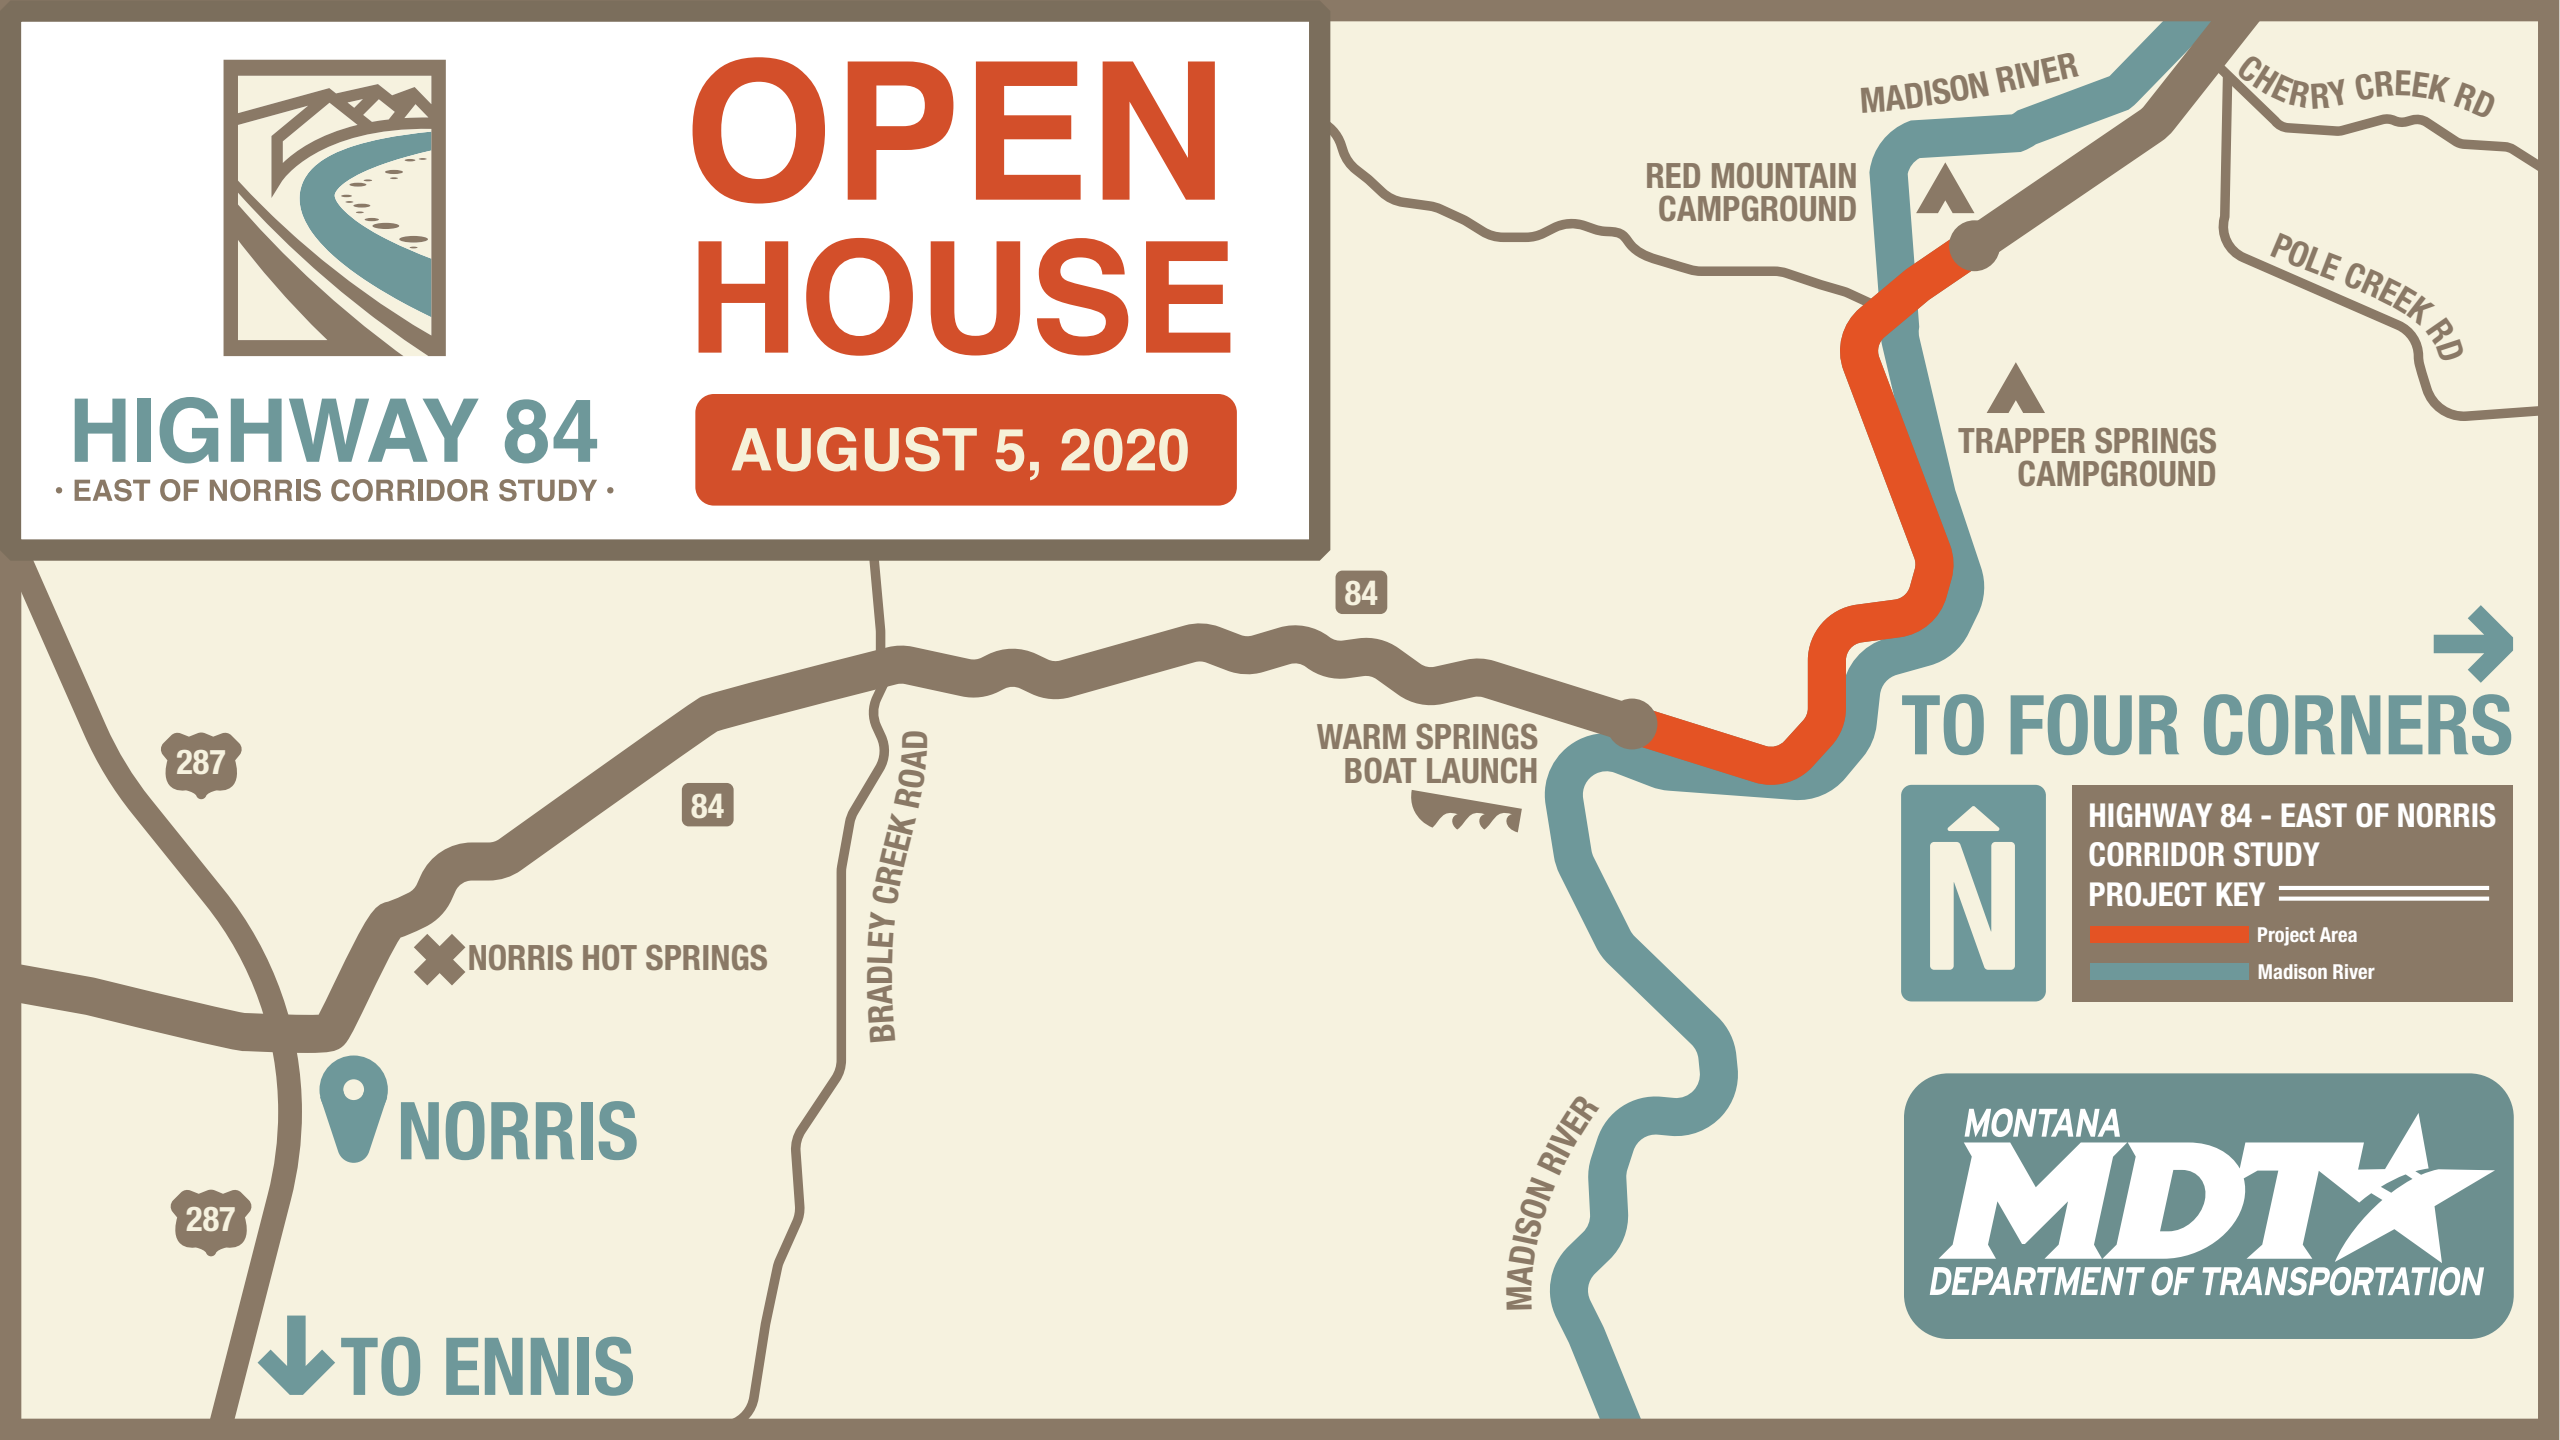 OPEN
HOUSE
AUGUST 5, 2020
HIGHWAY 84
· EAST OF NORRIS CORRIDOR STUDY ·
MADISON RIVER
CHERRY CREEK RD
RED MOUNTAIN
CAMPGROUND
POLE CREEK RD
TRAPPER SPRINGS
CAMPGROUND
84
WARM SPRINGS
BOAT LAUNCH
TO FOUR CORNERS
287
84
BRADLEY CREEK ROAD
NORRIS HOT SPRINGS
N
HIGHWAY 84 - EAST OF NORRIS
CORRIDOR STUDY
PROJECT KEY
Project Area
Madison River
NORRIS
287
TO ENNIS
MADISON RIVER
MONTANA
MDT
DEPARTMENT OF TRANSPORTATION